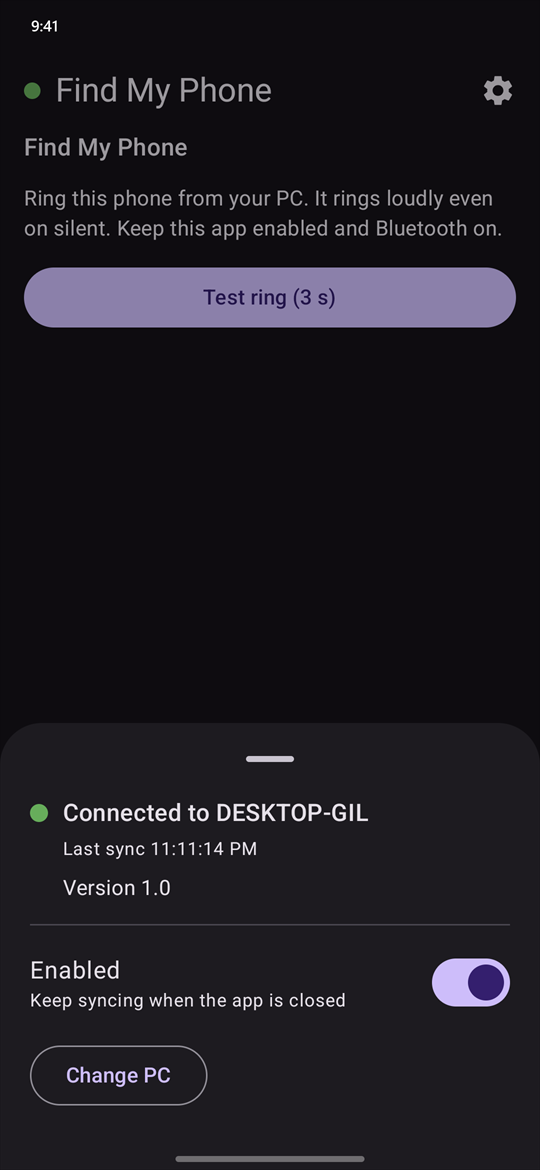 9:41
Find My Phone
Find My Phone
Ring this phone from your PC. It rings loudly even
on silent. Keep this app enabled and Bluetooth on.
Test ring (3 s)
Connected to DESKTOP-GIL
Last sync 11:11:14 PM
Version 1.0
Enabled
Keep syncing when the app is closed
Change PC